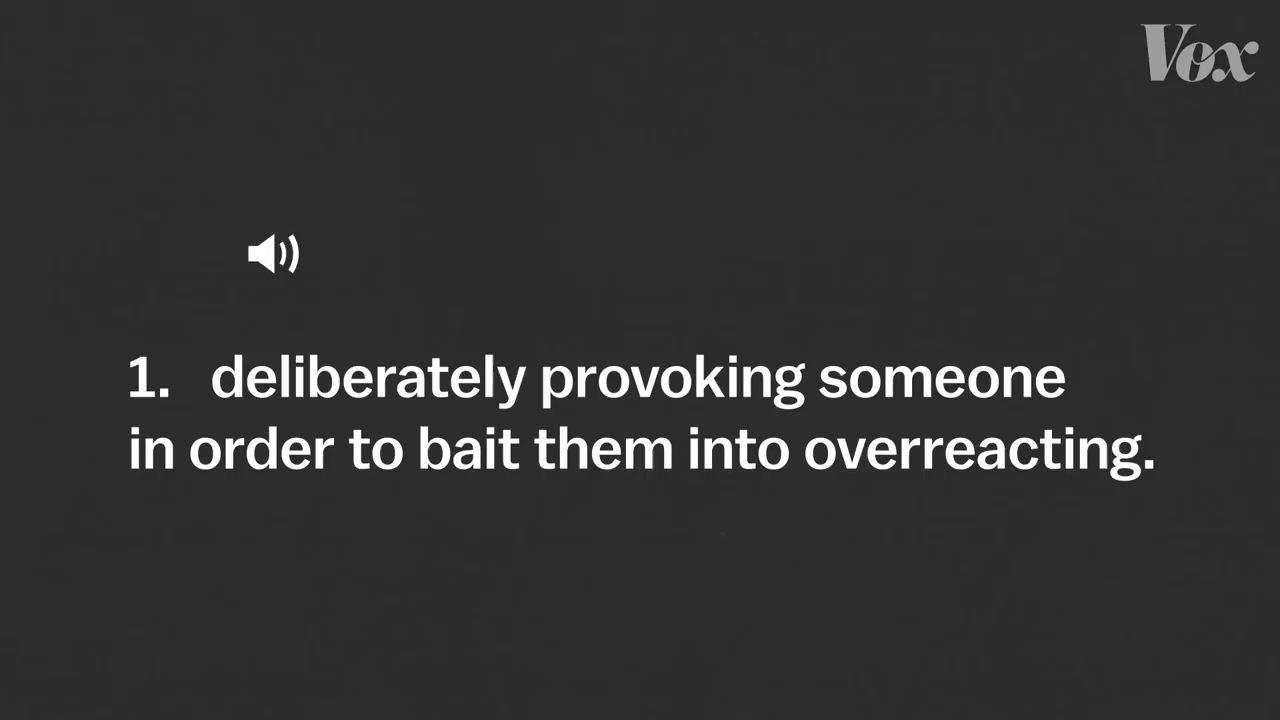 Vox
1. deliberately provoking someone
in order to bait them into overreacting.